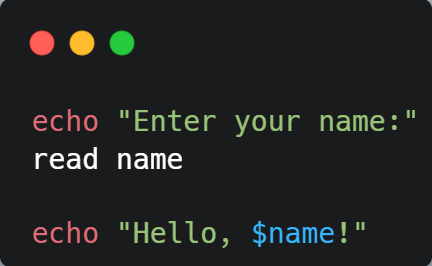 echo "Enter your name:"
read name
echo "Hello, $name!"